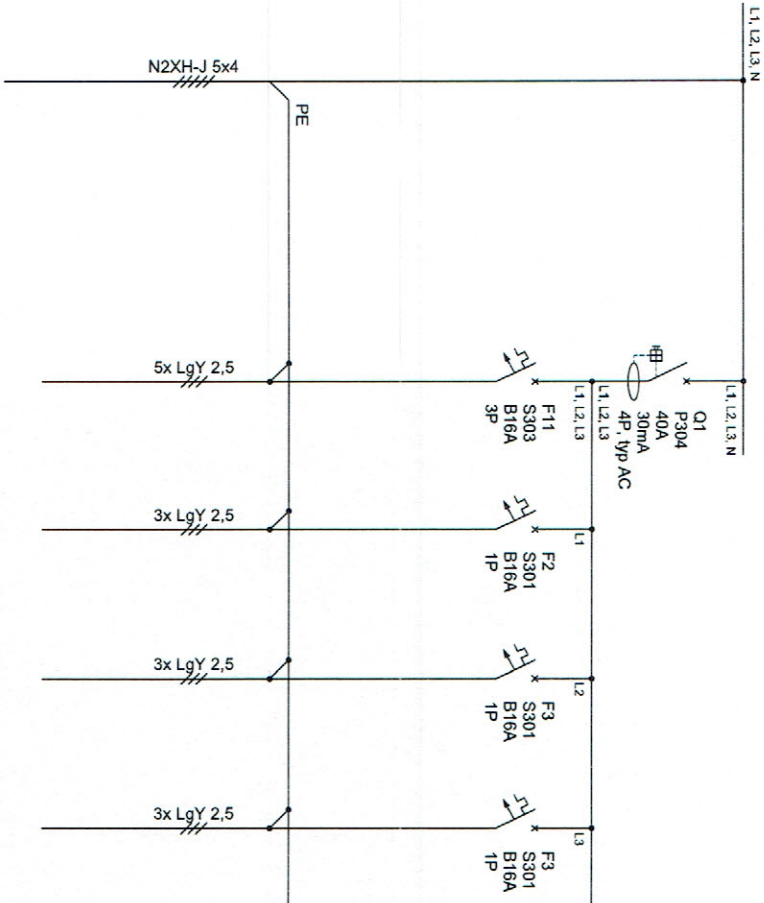 L1, L2, L3, N
N2XH-J 5x4
PE
L1, L2, L3, N
Q1
P304
40A
30mA
4P, typ AC
L1, L2, L3
L1, L2, L3
5x LgY 2,5
F11
S303
B16A
3P
3x LgY 2,5
L1
F2
S301
B16A
1P
3x LgY 2,5
L2
F3
S301
B16A
1P
3x LgY 2,5
L3
F3
S301
B16A
1P